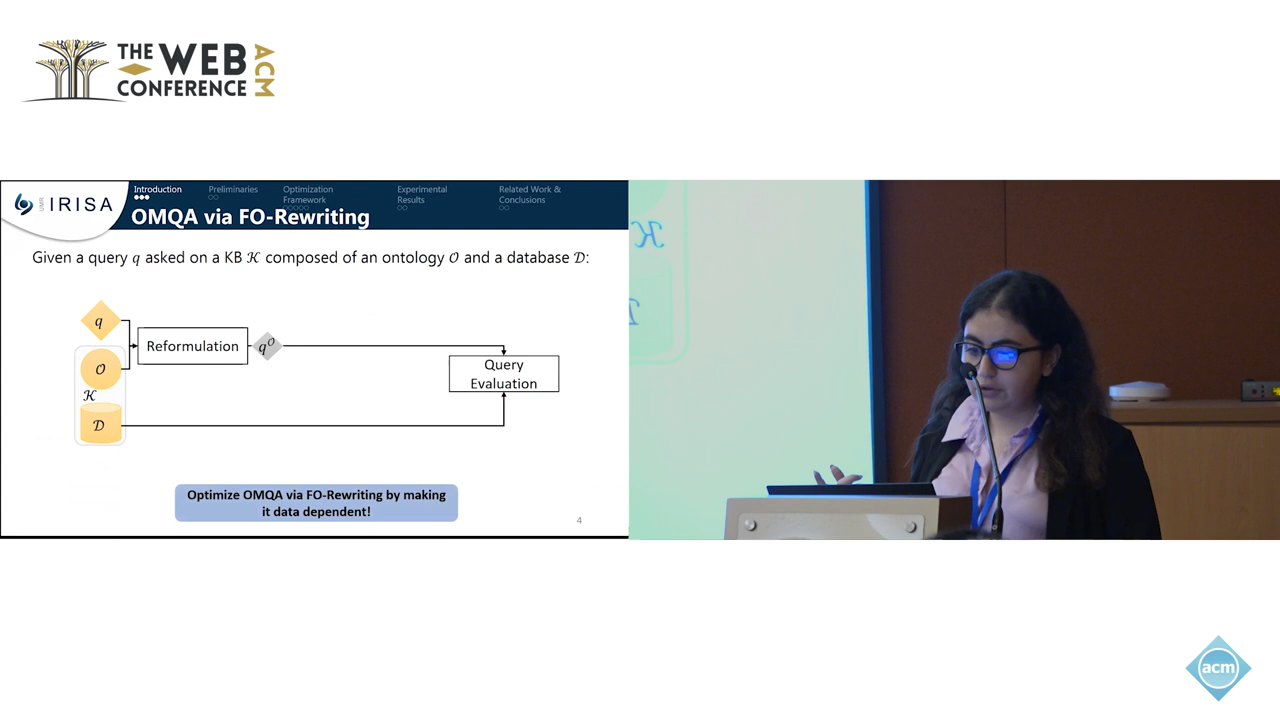 THE WEB
CONFERENCE
ACM
UMR IRISA
Introduction
Preliminaries
Optimization
Framework
Experimental
Results
Related Work &
Conclusions
OMQA via FO-Rewriting
Given a query q asked on a KB 𝒦 composed of an ontology 𝒪 and a database 𝒟:
q
𝒪
𝒦
𝒟
Reformulation
q^𝒪
Query
Evaluation
Optimize OMQA via FO-Rewriting by making
it data dependent!
4
𝒦
acm